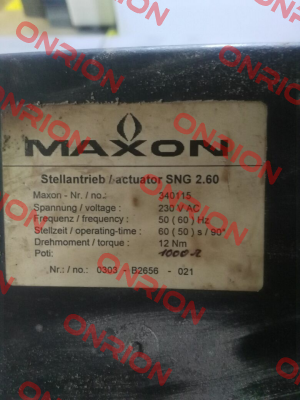 MAXON
Stellantrieb / actuator SNG 2.60
Maxon - Nr. / no.: 340115
Spannung / voltage : 230 V AC
Frequenz / frequency : 50 ( 60 ) Hz
Stellzeit / operating-time : 60 ( 50 ) s / 90°
Drehmoment / torque : 12 Nm
Poti: 1000 Ω
Nr.: / no.: 0303 - B2656 - 021
ONRION
ONRION
ONRION
ONRION
ONRION
ONRION
ONRION
ONRION